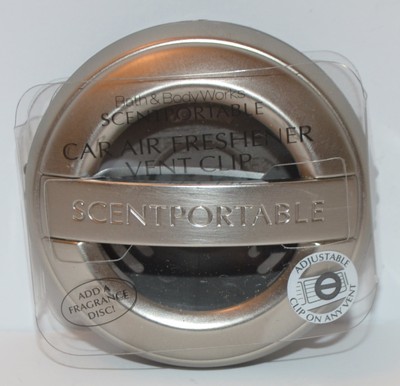 Bath & Body Works
SCENTPORTABLE
CAR AIR FRESHENER
VENT CLIP
SCENTPORTABLE
ADD A
FRAGRANCE
DISC!
ADJUSTABLE
CLIP ON ANY VENT